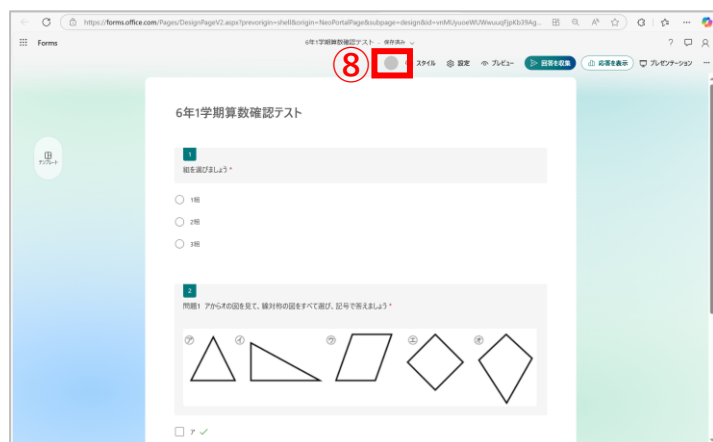 https://forms.office.com/Pages/DesignPageV2.aspx?prevorigin=shell&origin=NeoPortalPage&subpage=design&id=vnMUyuoeWUWwuuqFjpKb39Ag...
Forms
6年1学期算数確認テスト - 保存済み
⑧
スタイル 設定 プレビュー 回答を収集 応答を表示 プレゼンテーション ...
テンプレート
6年1学期算数確認テスト
1
組を選びましょう *
1組
2組
3組
2
問題1 アからオの図を見て、線対称の図をすべて選び、記号で答えましょう *
㋐ ㋑ ㋒ ㋓ ㋔
ア